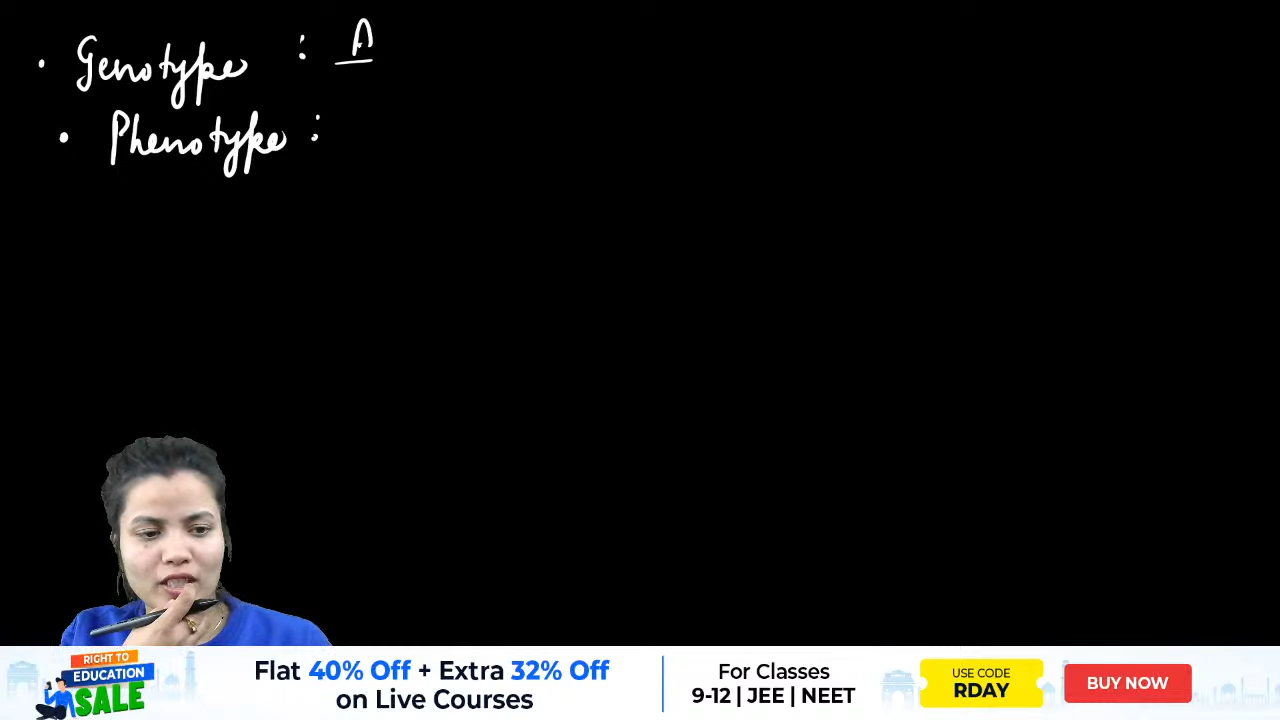 • Genotype : A
• Phenotype :
RIGHT TO
EDUCATION
SALE
Flat 40% Off + Extra 32% Off
on Live Courses
For Classes
9-12 | JEE | NEET
USE CODE
RDAY
BUY NOW